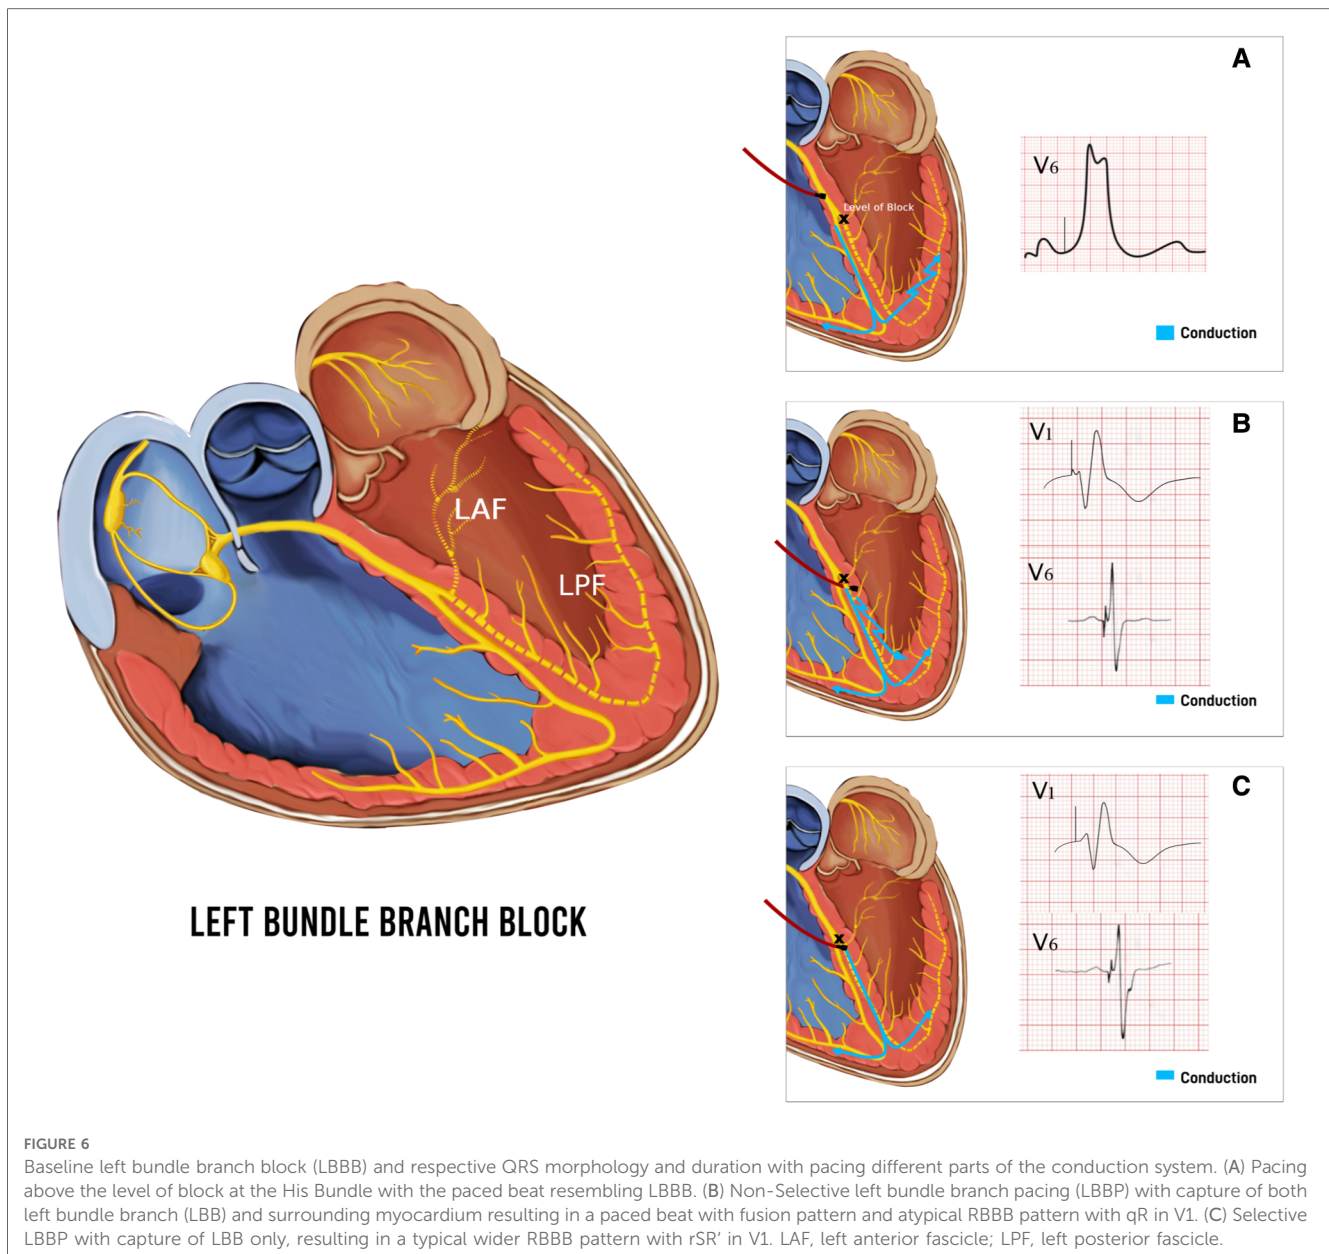 LAF
LPF
LEFT BUNDLE BRANCH BLOCK
A
V6
Level of Block
x
Conduction
B
V1
V6
x
Conduction
C
V1
V6
x
Conduction
FIGURE 6
Baseline left bundle branch block (LBBB) and respective QRS morphology and duration with pacing different parts of the conduction system. (A) Pacing
above the level of block at the His Bundle with the paced beat resembling LBBB. (B) Non-Selective left bundle branch pacing (LBBP) with capture of both
left bundle branch (LBB) and surrounding myocardium resulting in a paced beat with fusion pattern and atypical RBBB pattern with qR in V1. (C) Selective
LBBP with capture of LBB only, resulting in a typical wider RBBB pattern with rSR’ in V1. LAF, left anterior fascicle; LPF, left posterior fascicle.